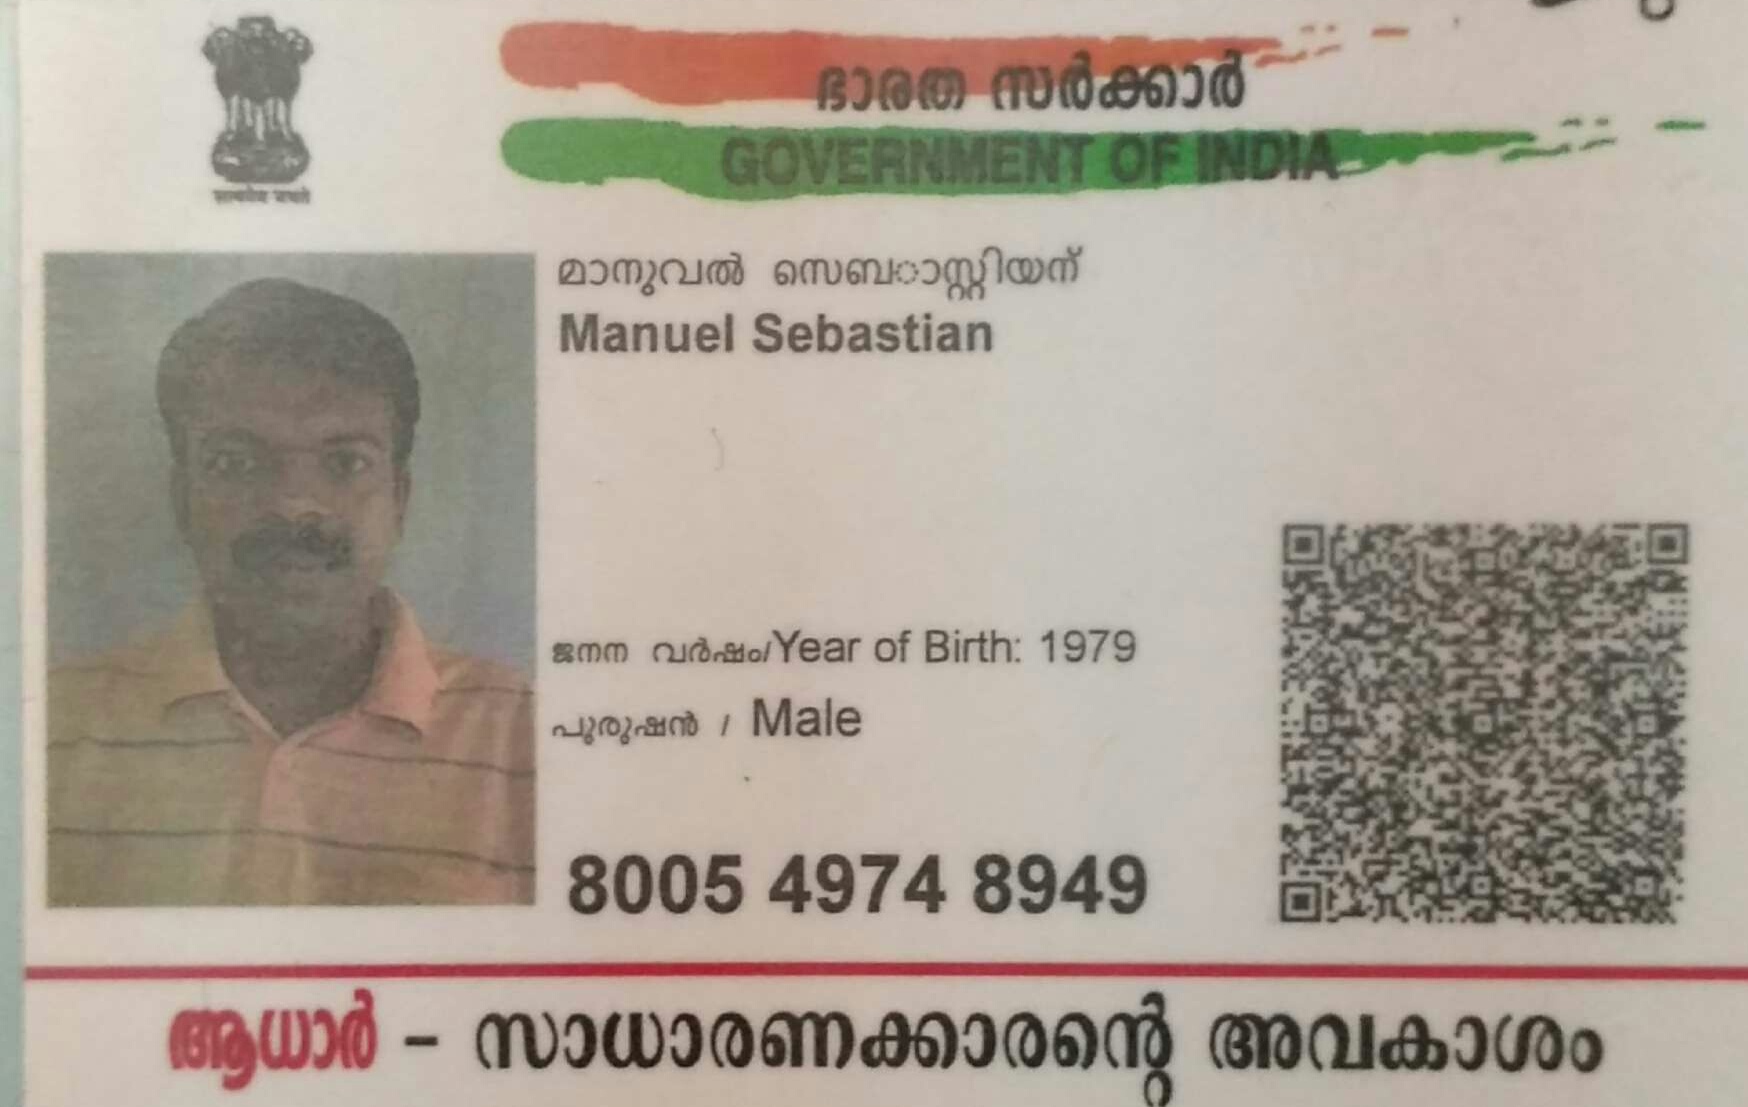 ഭാരത സർക്കാർ
GOVERNMENT OF INDIA
सत्यमेव जयते
മാനുവൽ സെബാസ്റ്റിയന്
Manuel Sebastian
ജനന വർഷം/Year of Birth: 1979
പുരുഷൻ / Male
8005 4974 8949
ആധാർ - സാധാരണക്കാരന്റെ അവകാശം